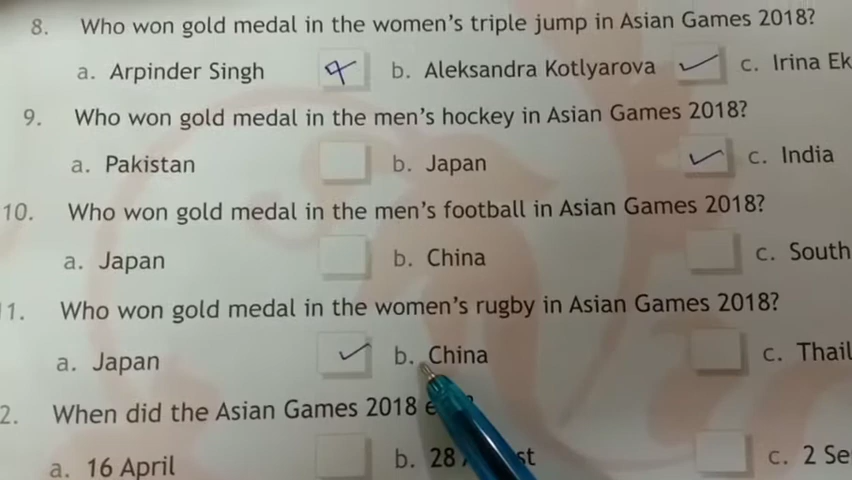 8. Who won gold medal in the women's triple jump in Asian Games 2018?
a. Arpinder Singh b. Aleksandra Kotlyarova c. Irina Ek
9. Who won gold medal in the men's hockey in Asian Games 2018?
a. Pakistan b. Japan c. India
10. Who won gold medal in the men's football in Asian Games 2018?
a. Japan b. China c. South
1. Who won gold medal in the women's rugby in Asian Games 2018?
a. Japan b. China c. Thail
2. When did the Asian Games 2018
a. 16 April b. 28 c. 2 Se